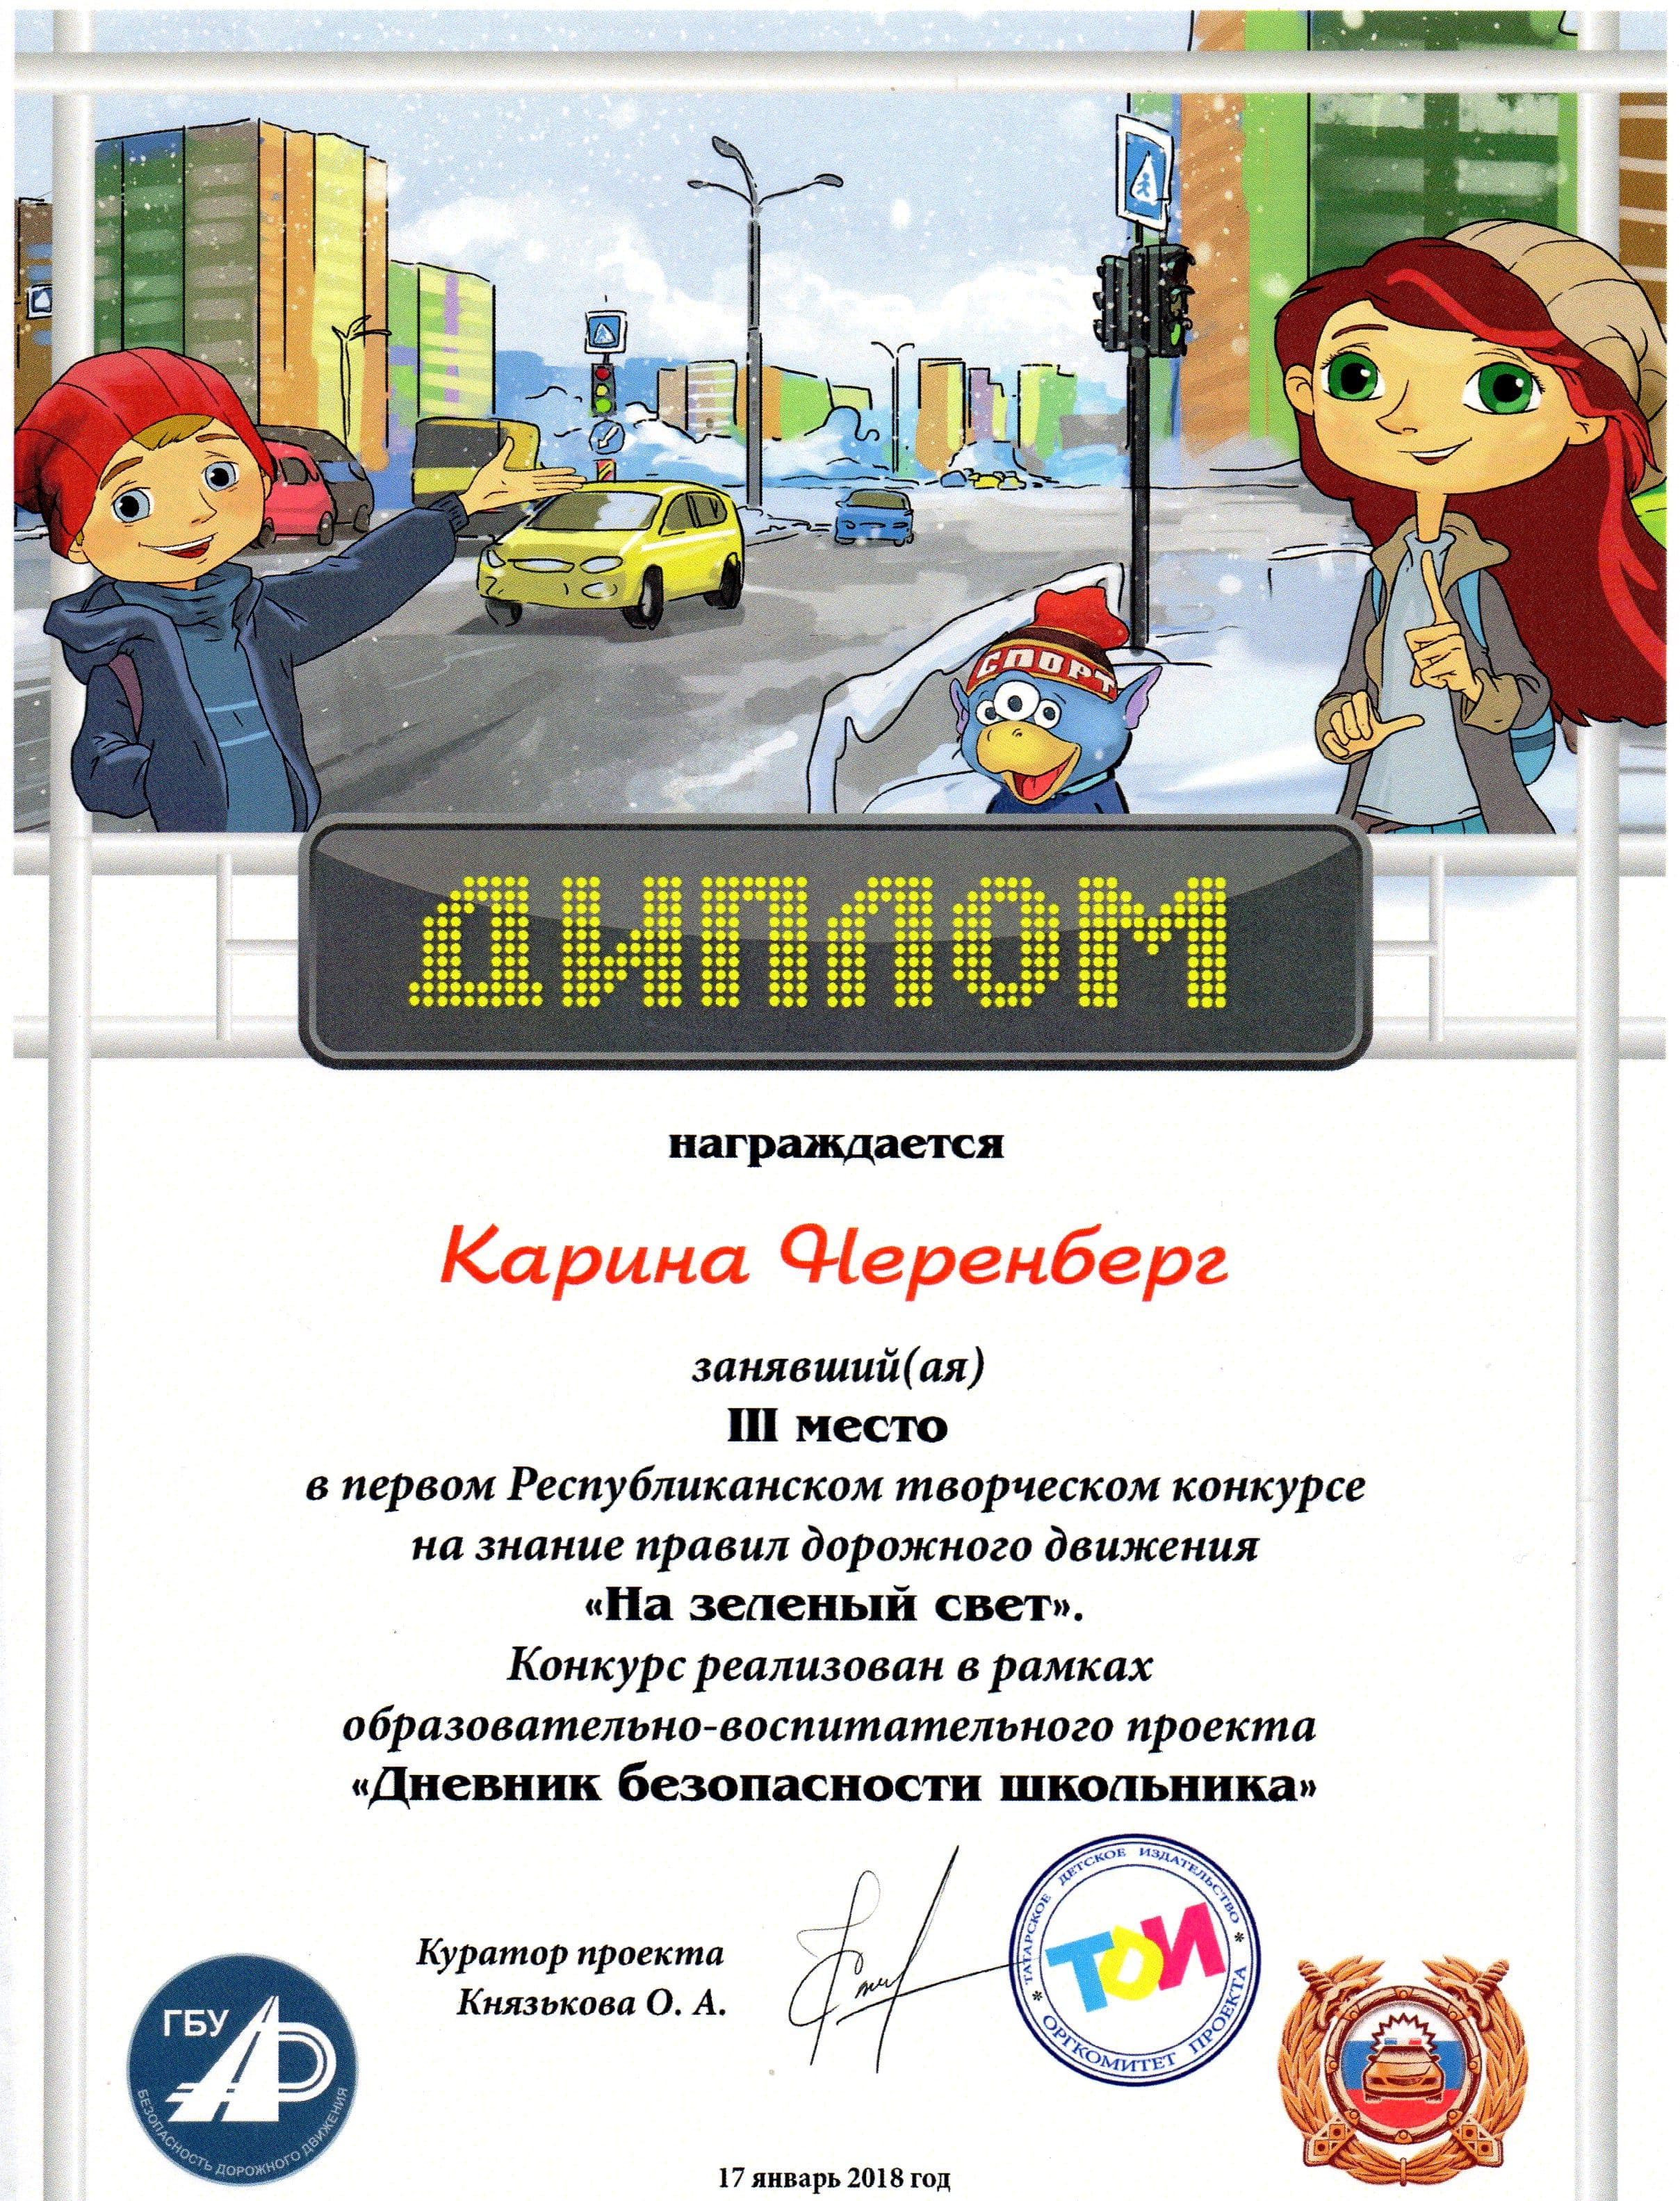 СПОРТ
ДИПЛОМ
награждается
Карина Черенберг
занявший(ая)
III место
в первом Республиканском творческом конкурсе
на знание правил дорожного движения
«На зеленый свет».
Конкурс реализован в рамках
образовательно-воспитательного проекта
«Дневник безопасности школьника»
Куратор проекта
Князькова О. А.
ТАТАРСКОЕ ДЕТСКОЕ ИЗДАТЕЛЬСТВО
ТДИ
ОРГКОМИТЕТ ПРОЕКТА
ГБУ
БЕЗОПАСНОСТЬ ДОРОЖНОГО ДВИЖЕНИЯ
17 январь 2018 год